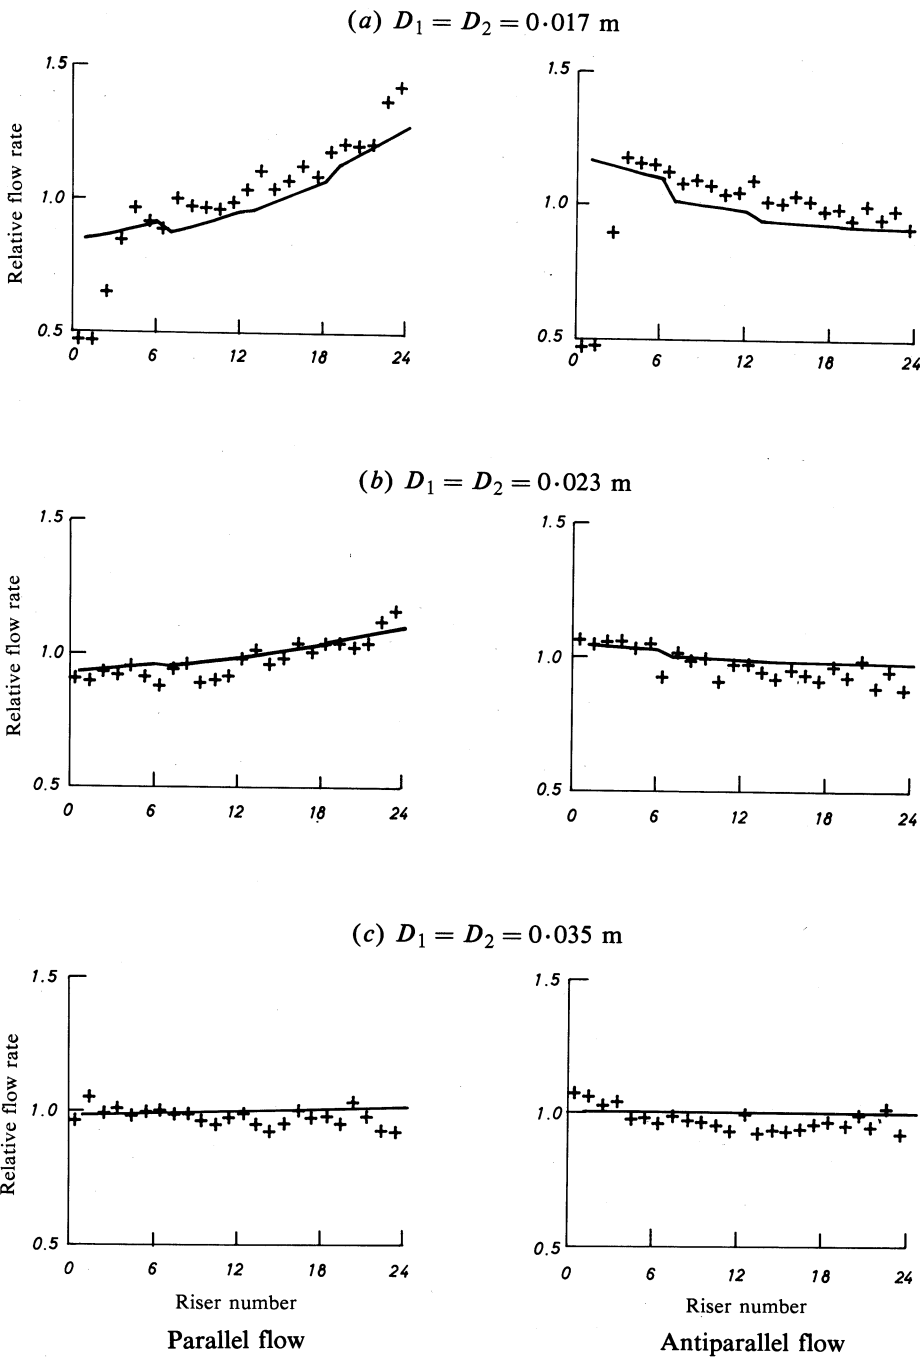 (a) D₁ = D₂ = 0·017 m
1.5
1.0
0.5
Relative flow rate
0 6 12 18 24
1.5
1.0
0.5
0 6 12 18 24
(b) D₁ = D₂ = 0·023 m
1.5
1.0
0.5
Relative flow rate
0 6 12 18 24
1.5
1.0
0.5
0 6 12 18 24
(c) D₁ = D₂ = 0·035 m
1.5
1.0
0.5
Relative flow rate
0 6 12 18 24
Riser number
Parallel flow
1.5
1.0
0.5
0 6 12 18 24
Riser number
Antiparallel flow